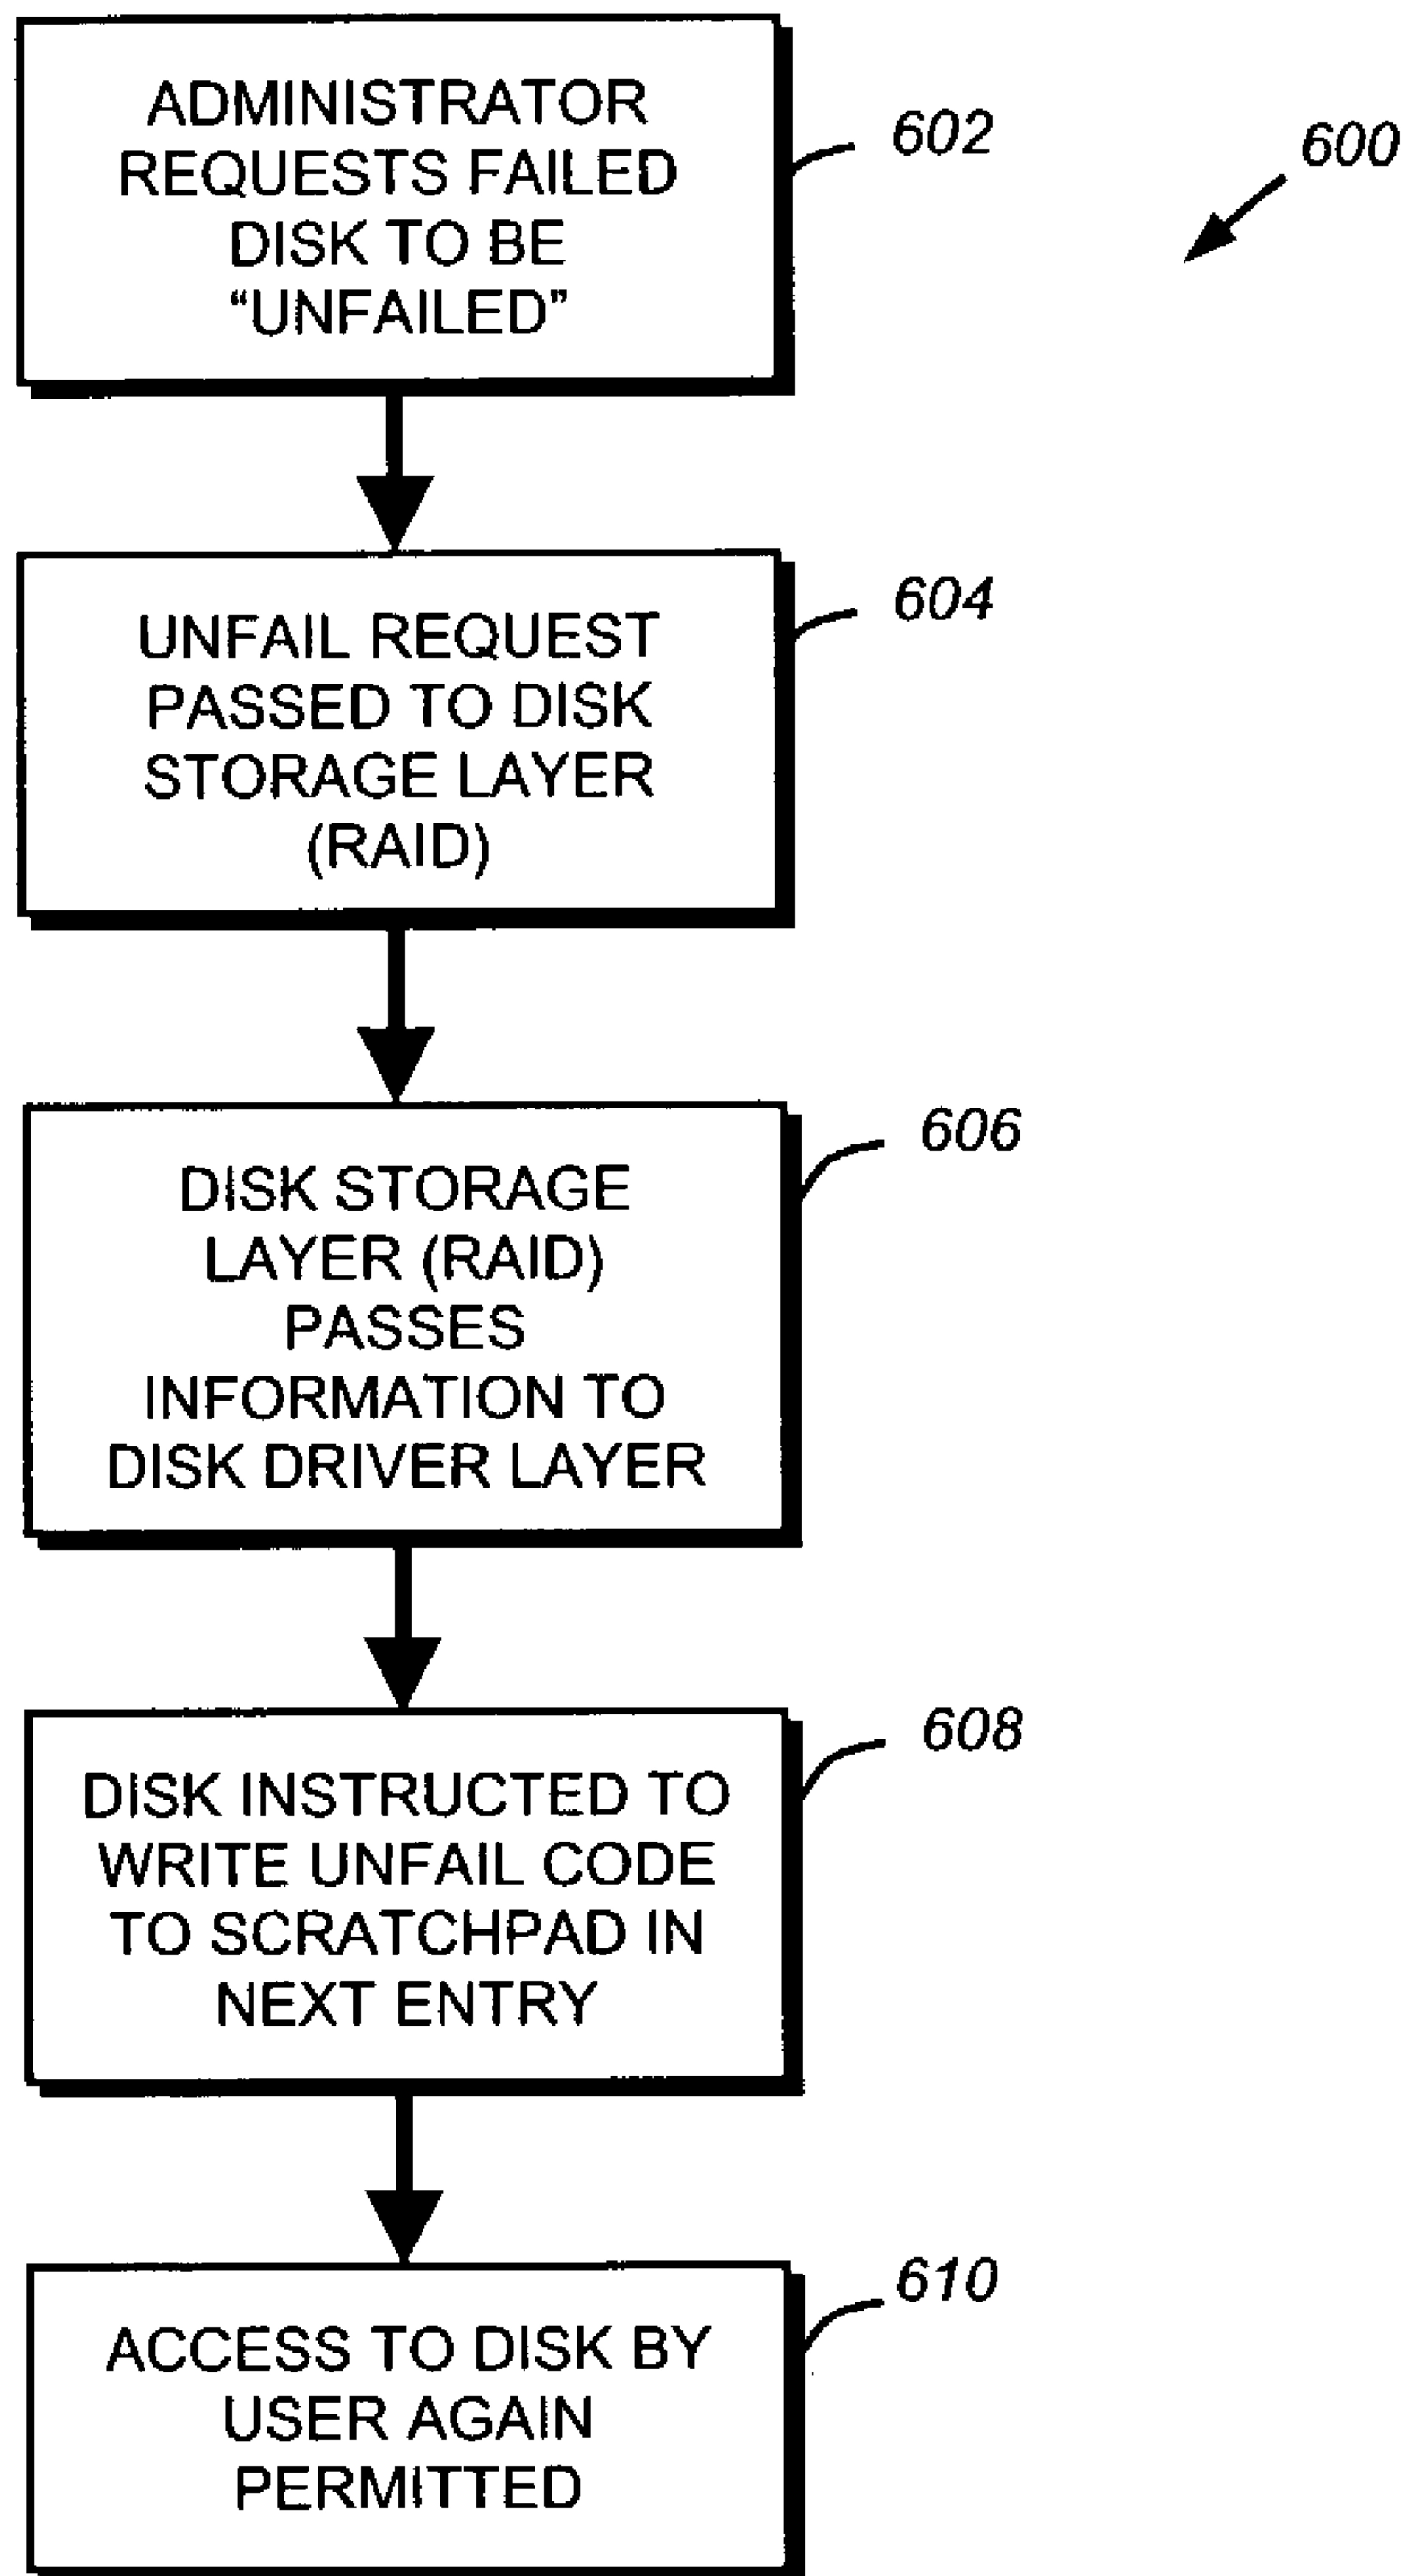 ADMINISTRATOR
REQUESTS FAILED
DISK TO BE
“UNFAILED”
602
600
UNFAIL REQUEST
PASSED TO DISK
STORAGE LAYER
(RAID)
604
DISK STORAGE
LAYER (RAID)
PASSES
INFORMATION TO
DISK DRIVER LAYER
606
DISK INSTRUCTED TO
WRITE UNFAIL CODE
TO SCRATCHPAD IN
NEXT ENTRY
608
ACCESS TO DISK BY
USER AGAIN
PERMITTED
610